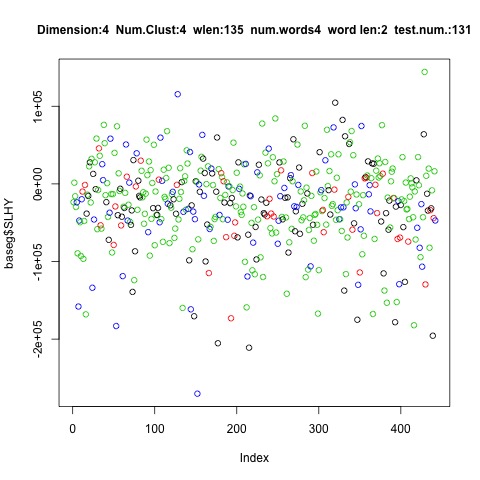 Dimension:4 Num.Clust:4 wlen:135 num.words4 word len:2 test.num.:131
1e+05
0e+00
-1e+05
-2e+05
baseg$SLHY
0 100 200 300 400
Index